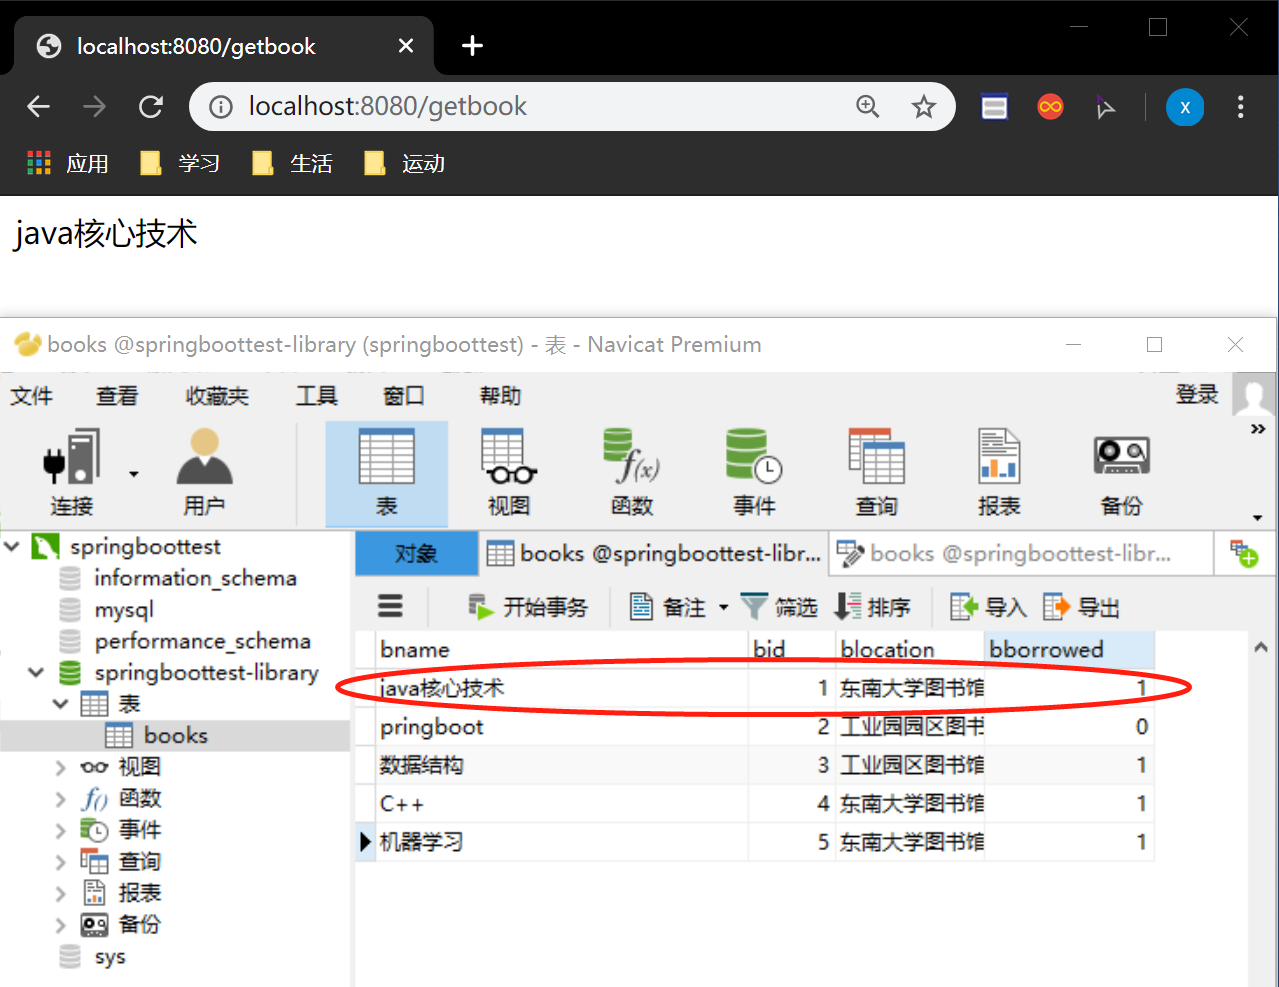 localhost:8080/getbook
localhost:8080/getbook
x
应用 学习 生活 运动
java核心技术
books @springboottest-library (springboottest) - 表 - Navicat Premium
文件 查看 收藏夹 工具 窗口 帮助 登录
连接 用户 表 视图 函数 事件 查询 报表 备份
springboottest
information_schema
mysql
performance_schema
springboottest-library
表
books
视图
函数
事件
查询
报表
备份
sys
对象 books @springboottest-libr... books @springboottest-libr...
开始事务 备注 筛选 排序 导入 导出
bname bid blocation bborrowed
java核心技术 1 东南大学图书馆 1
pringboot 2 工业园园区图书 0
数据结构 3 工业园区图书馆 1
C++ 4 东南大学图书馆 1
机器学习 5 东南大学图书馆 1